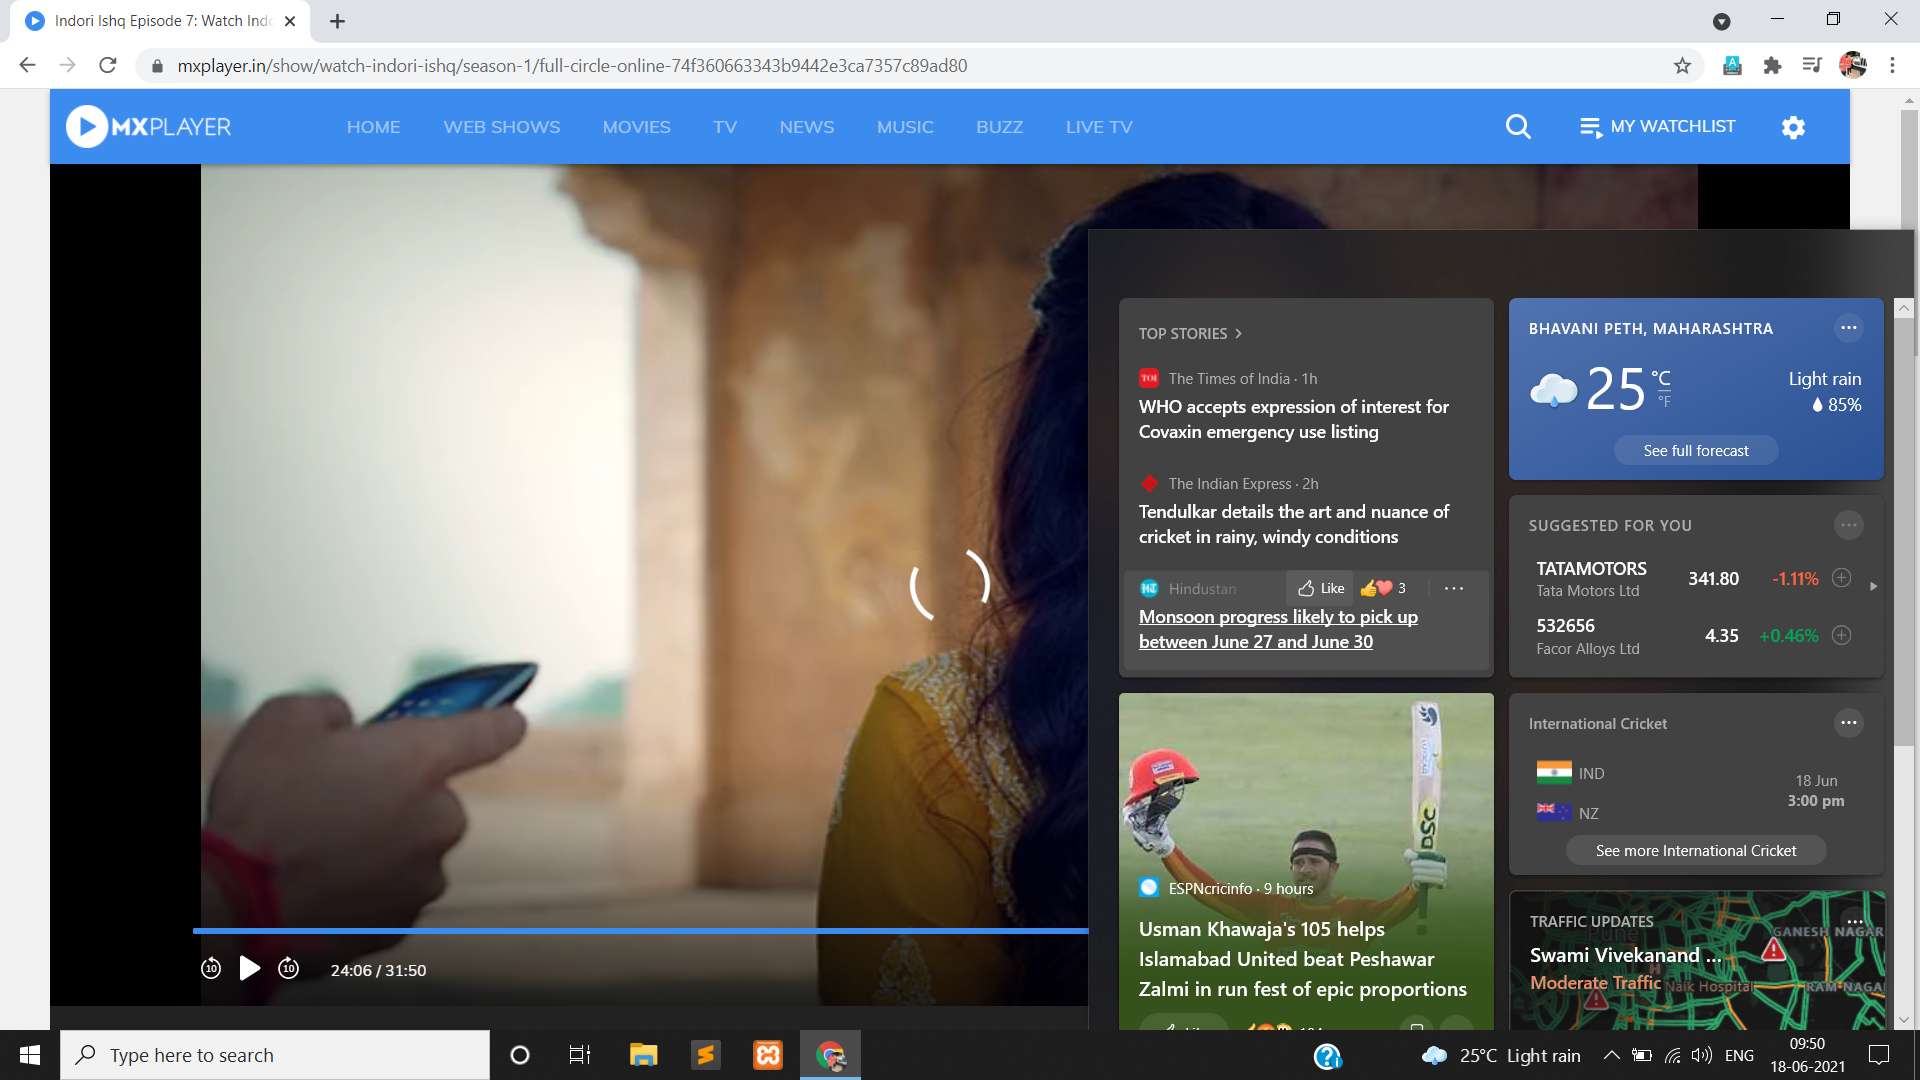 Indori Ishq Episode 7: Watch Indo
mxplayer.in/show/watch-indori-ishq/season-1/full-circle-online-74f360663343b9442e3ca7357c89ad80
MXPLAYER
HOME
WEB SHOWS
MOVIES
TV
NEWS
MUSIC
BUZZ
LIVE TV
MY WATCHLIST
TOP STORIES
TOI
The Times of India · 1h
WHO accepts expression of interest for
Covaxin emergency use listing
The Indian Express · 2h
Tendulkar details the art and nuance of
cricket in rainy, windy conditions
HT
Hindustan
Like
3
Monsoon progress likely to pick up
between June 27 and June 30
DSC
ESPNcricinfo · 9 hours
Usman Khawaja's 105 helps
Islamabad United beat Peshawar
Zalmi in run fest of epic proportions
BHAVANI PETH, MAHARASHTRA
25 °C
°F
Light rain
85%
See full forecast
SUGGESTED FOR YOU
TATAMOTORS 341.80 -1.11%
Tata Motors Ltd
532656 4.35 +0.46%
Facor Alloys Ltd
International Cricket
IND
NZ
18 Jun
3:00 pm
See more International Cricket
TRAFFIC UPDATES
GANESH NAGAR
Swami Vivekanand ...
Moderate Traffic
Naik Hospital
RAM NAGA
10
10
24:06 / 31:50
Type here to search
25°C Light rain
ENG
09:50
18-06-2021